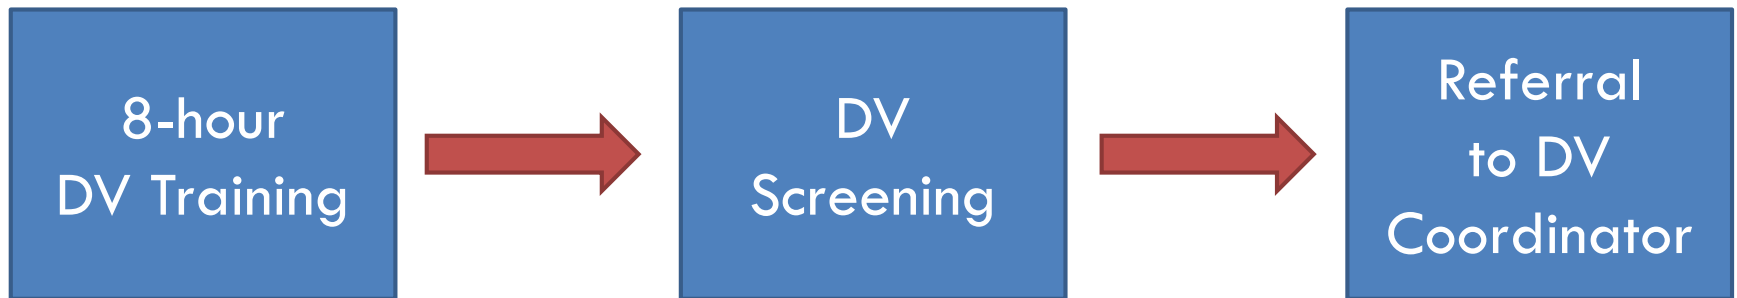 8-hour
DV Training
DV
Screening
Referral
to DV
Coordinator